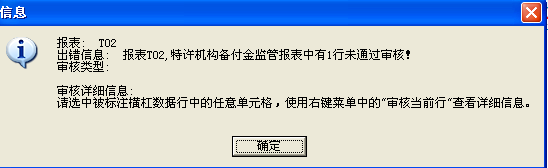 信息
报表: T02
出错信息: 报表T02,特许机构备付金监管报表中有1行未通过审核!
审核类型:
审核详细信息:
请选中被标注横杠数据行中的任意单元格，使用右键菜单中的"审核当前行"查看详细信息。
确定